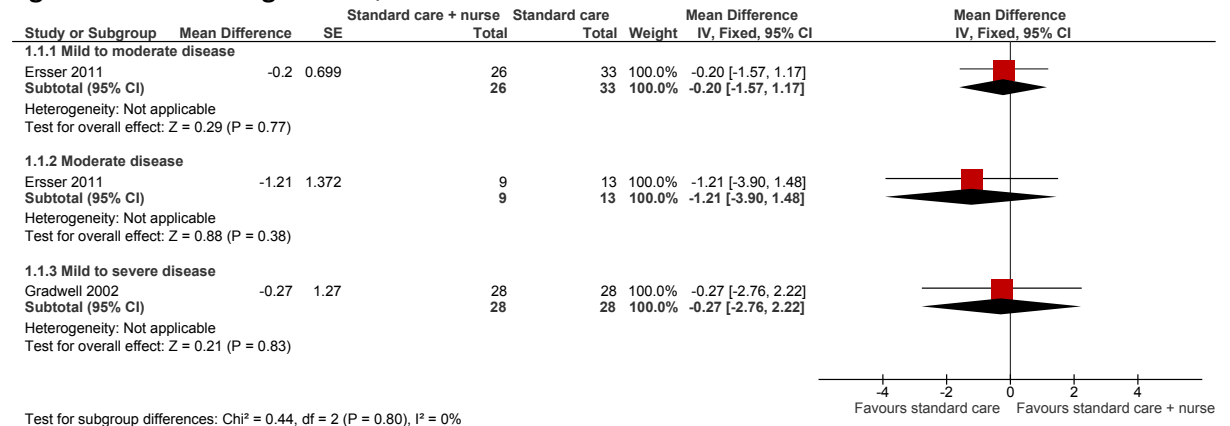 Standard care + nurse Standard care Mean Difference Mean Difference
Study or Subgroup Mean Difference SE Total Total Weight IV, Fixed, 95% CI IV, Fixed, 95% CI
1.1.1 Mild to moderate disease
Ersser 2011 -0.2 0.699 26 33 100.0% -0.20 [-1.57, 1.17]
Subtotal (95% CI) 26 33 100.0% -0.20 [-1.57, 1.17]
Heterogeneity: Not applicable
Test for overall effect: Z = 0.29 (P = 0.77)
1.1.2 Moderate disease
Ersser 2011 -1.21 1.372 9 13 100.0% -1.21 [-3.90, 1.48]
Subtotal (95% CI) 9 13 100.0% -1.21 [-3.90, 1.48]
Heterogeneity: Not applicable
Test for overall effect: Z = 0.88 (P = 0.38)
1.1.3 Mild to severe disease
Gradwell 2002 -0.27 1.27 28 28 100.0% -0.27 [-2.76, 2.22]
Subtotal (95% CI) 28 28 100.0% -0.27 [-2.76, 2.22]
Heterogeneity: Not applicable
Test for overall effect: Z = 0.21 (P = 0.83)
-4 -2 0 2 4
Favours standard care Favours standard care + nurse
Test for subgroup differences: Chi² = 0.44, df = 2 (P = 0.80), I² = 0%